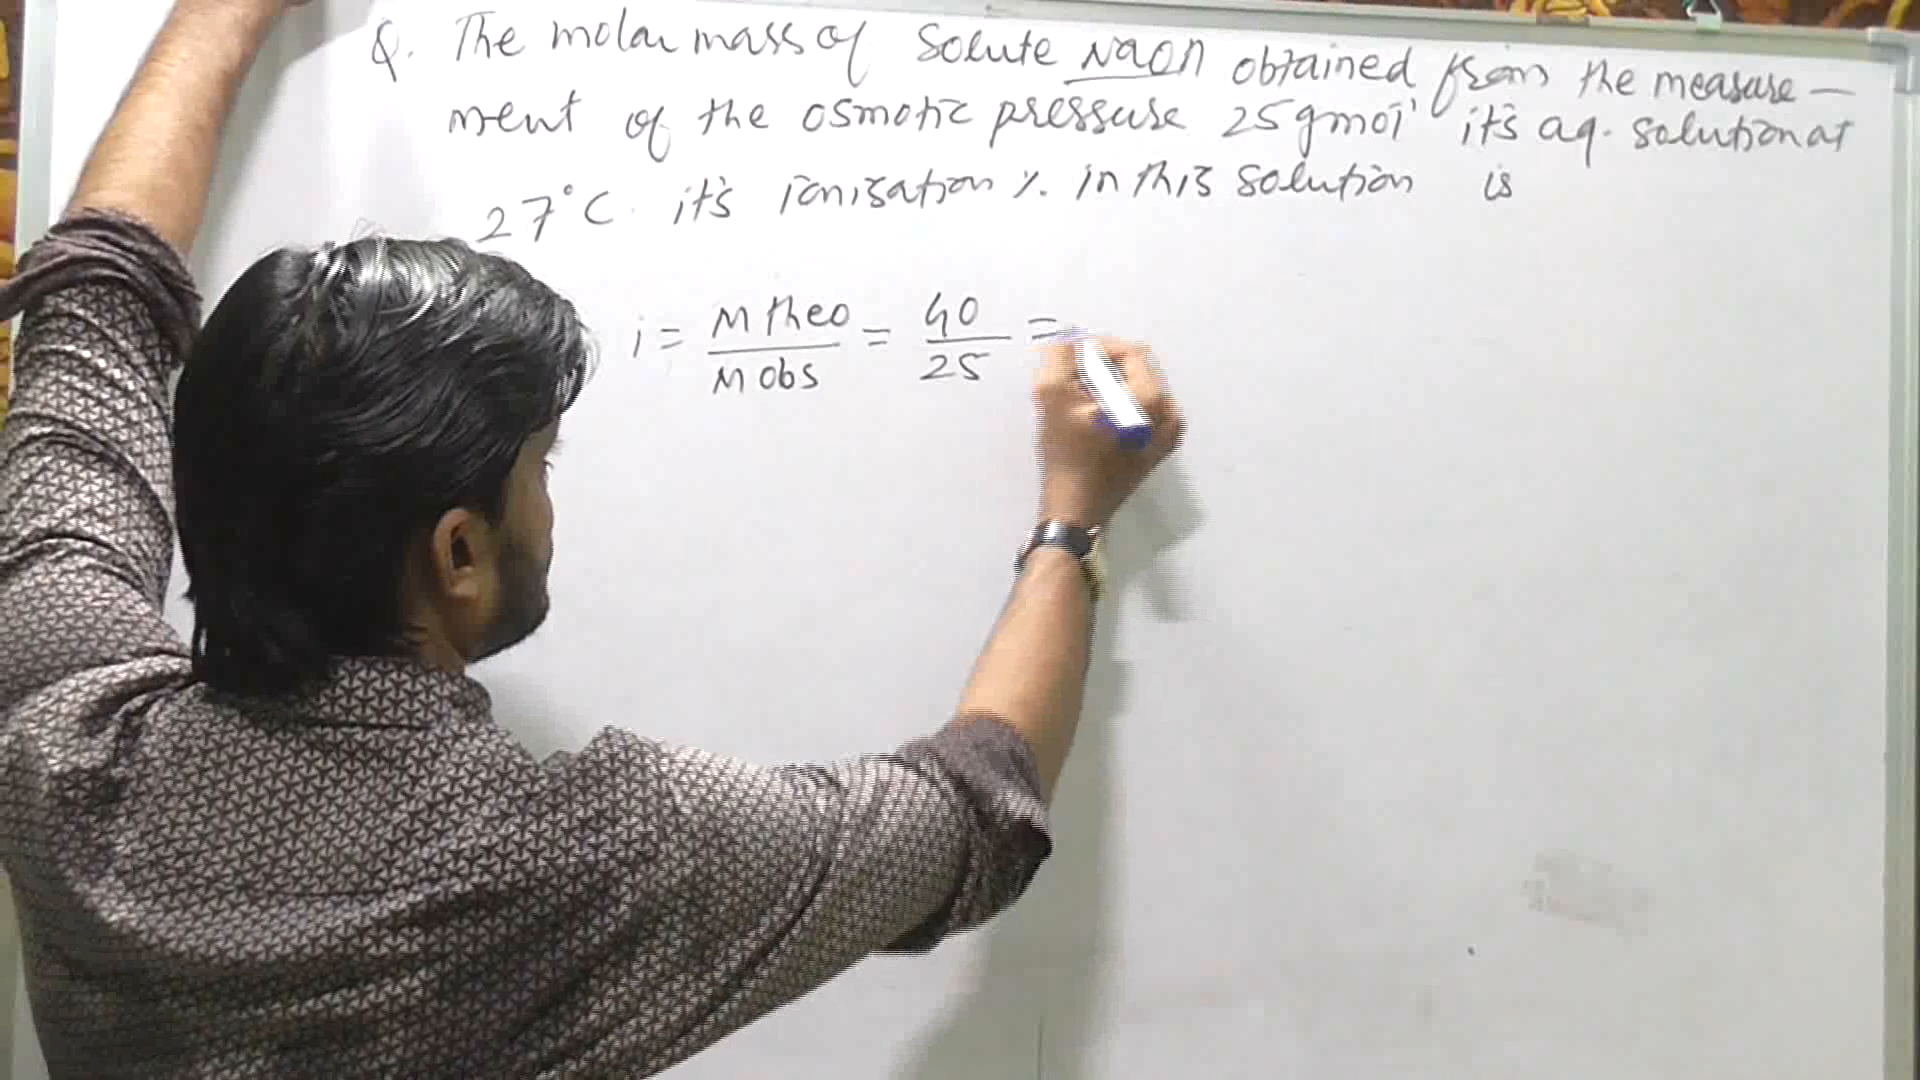 Q. The molar mass of solute NaOH obtained from the measure-
ment of the osmotic pressure 25 g mol⁻¹ it's aq. solution at
27°C. it's ionisation %. in this solution is
i = M theo / M obs = 40 / 25 =